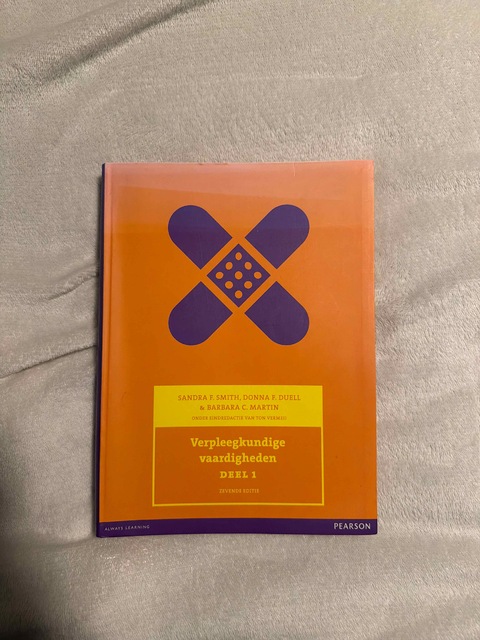 SANDRA F. SMITH, DONNA F. DUELL
& BARBARA C. MARTIN
ONDER EINDREDACTIE VAN TON VERMEIJ
Verpleegkundige
vaardigheden
DEEL 1
ZEVENDE EDITIE
ALWAYS LEARNING
PEARSON